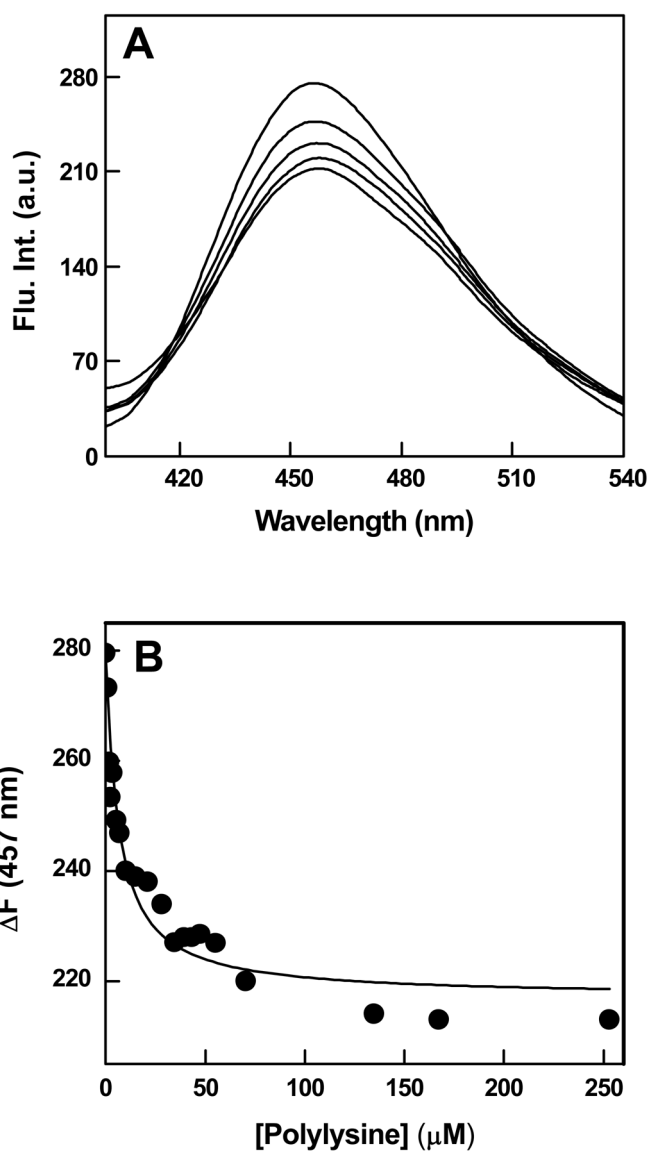 A
280
210
140
70
0
Flu. Int. (a.u.)
420 450 480 510 540
Wavelength (nm)
B
280
260
240
220
ΔF (457 nm)
0 50 100 150 200 250
[Polylysine] (μM)